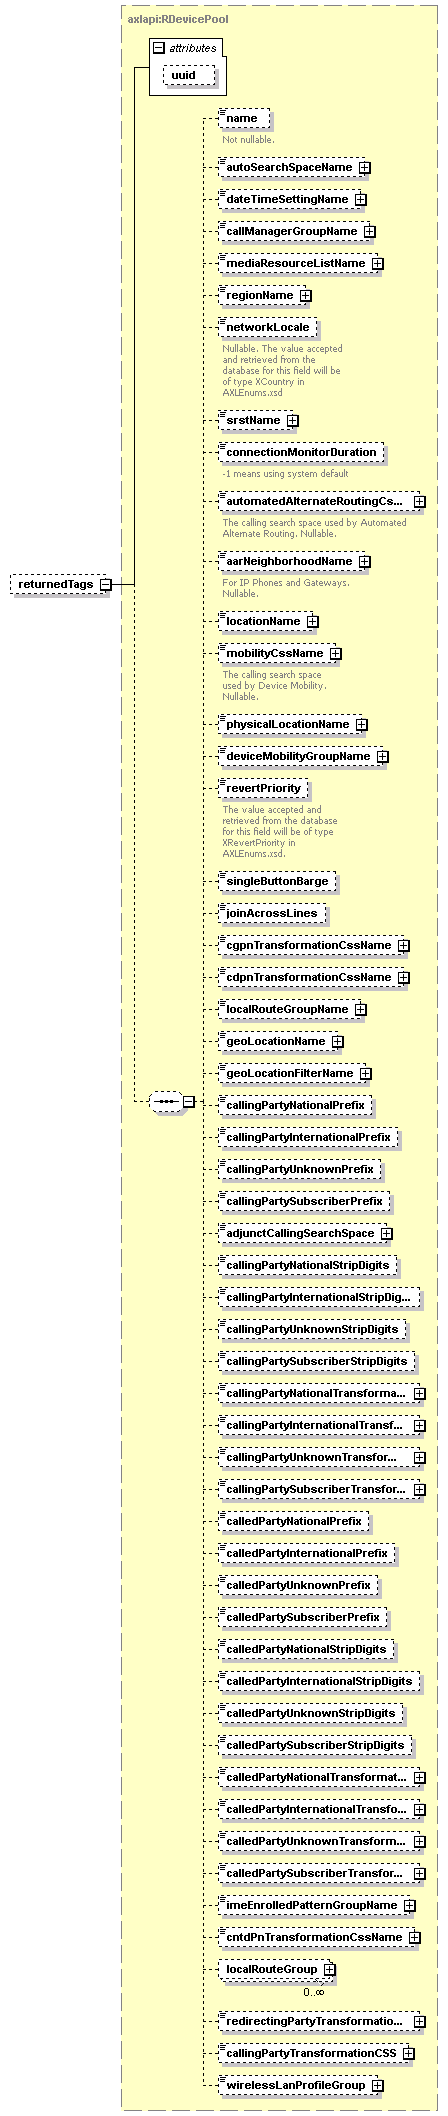 axlapi:RDevicePool
attributes
uuid
name
Not nullable.
autoSearchSpaceName
dateTimeSettingName
callManagerGroupName
mediaResourceListName
regionName
networkLocale
Nullable. The value accepted
and retrieved from the
database for this field will be
of type XCountry in
AXLEnums.xsd
srstName
connectionMonitorDuration
-1 means using system default
automatedAlternateRoutingCs...
The calling search space used by Automated
Alternate Routing. Nullable.
aarNeighborhoodName
For IP Phones and Gateways.
Nullable.
returnedTags
locationName
mobilityCssName
The calling search space
used by Device Mobility.
Nullable.
physicalLocationName
deviceMobilityGroupName
revertPriority
The value accepted and
retrieved from the database
for this field will be of type
XRevertPriority in
AXLEnums.xsd.
singleButtonBarge
joinAcrossLines
cgpnTransformationCssName
cdpnTransformationCssName
localRouteGroupName
geoLocationName
geoLocationFilterName
callingPartyNationalPrefix
callingPartyInternationalPrefix
callingPartyUnknownPrefix
callingPartySubscriberPrefix
adjunctCallingSearchSpace
callingPartyNationalStripDigits
callingPartyInternationalStripDig...
callingPartyUnknownStripDigits
callingPartySubscriberStripDigits
callingPartyNationalTransforma...
callingPartyInternationalTransf...
callingPartyUnknownTransfor...
callingPartySubscriberTransfor...
calledPartyNationalPrefix
calledPartyInternationalPrefix
calledPartyUnknownPrefix
calledPartySubscriberPrefix
calledPartyNationalStripDigits
calledPartyInternationalStripDigits
calledPartyUnknownStripDigits
calledPartySubscriberStripDigits
calledPartyNationalTransformat...
calledPartyInternationalTransfo...
calledPartyUnknownTransform...
calledPartySubscriberTransfor...
imeEnrolledPatternGroupName
cntdPnTransformationCssName
localRouteGroup
0..∞
redirectingPartyTransformatio...
callingPartyTransformationCSS
wirelessLanProfileGroup